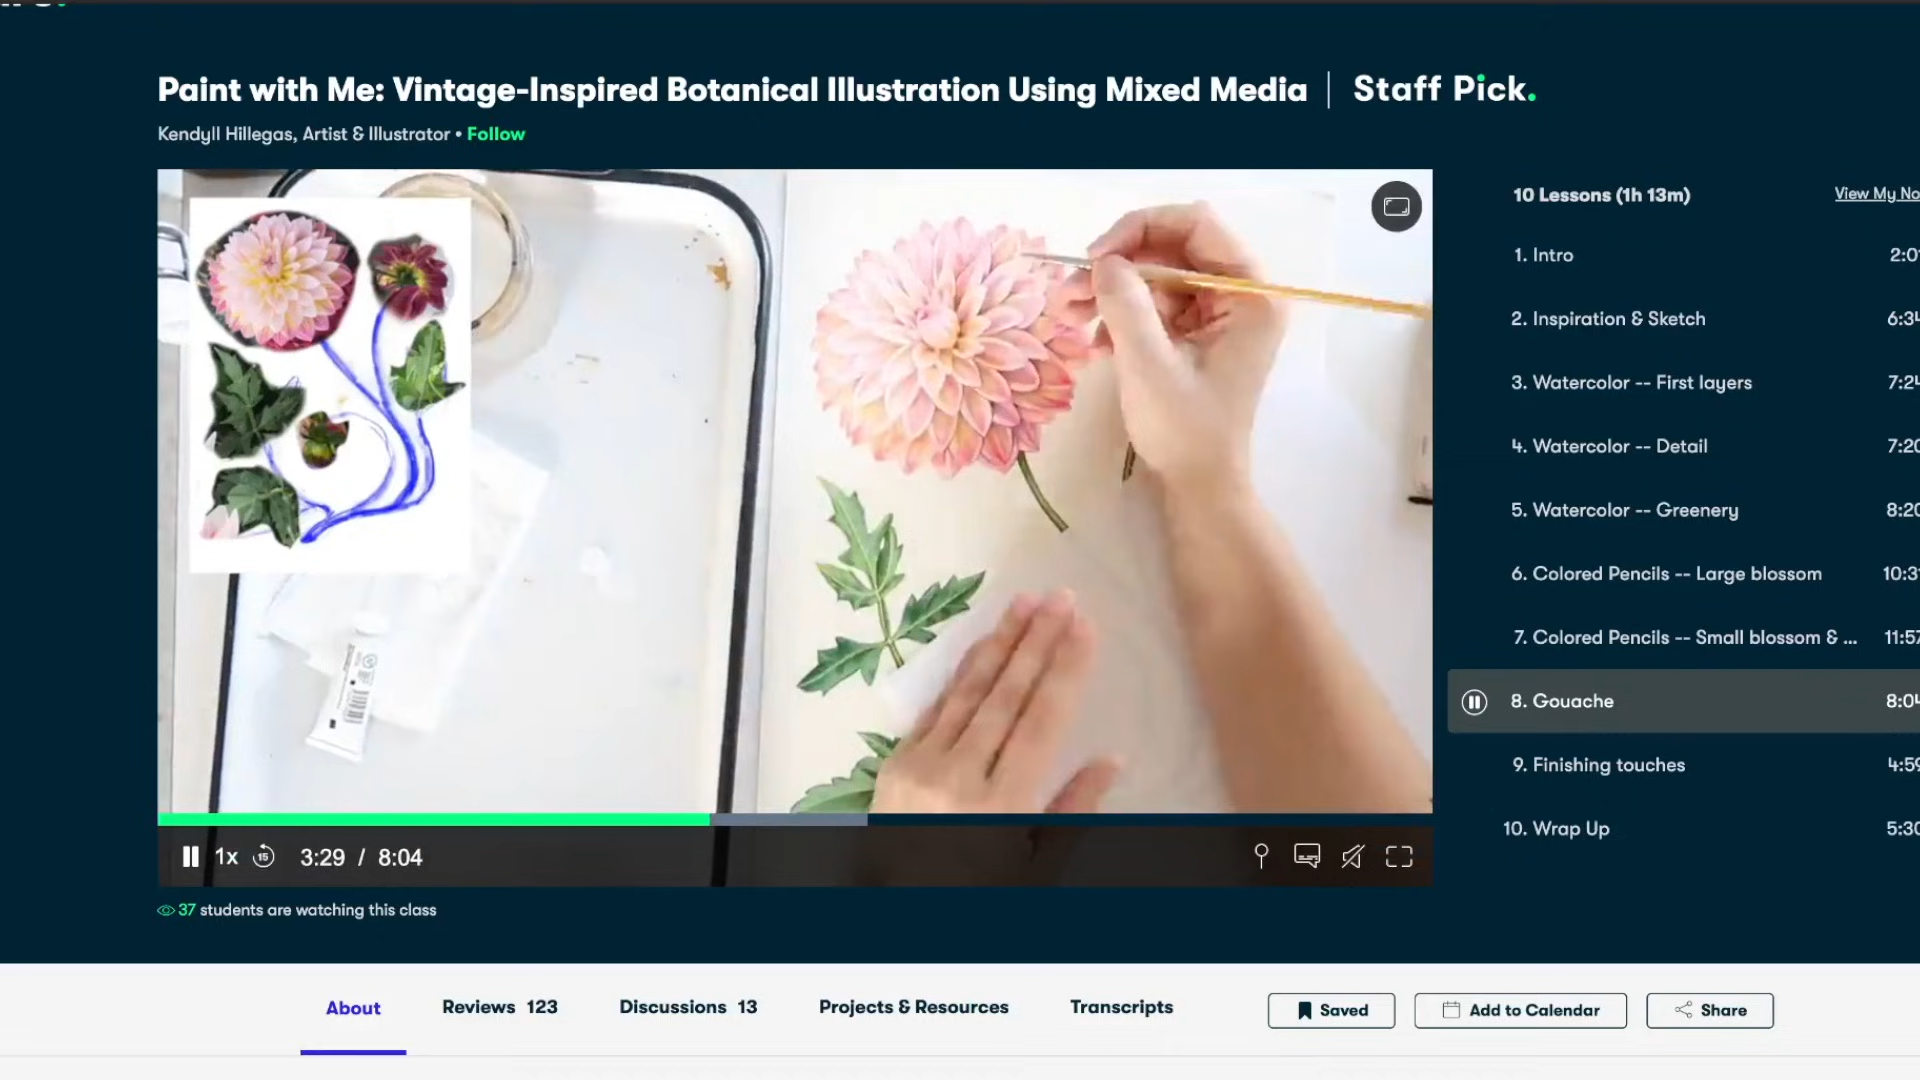 Paint with Me: Vintage-Inspired Botanical Illustration Using Mixed Media | Staff Pick.
Kendyll Hillegas, Artist & Illustrator • Follow
10 Lessons (1h 13m) View My
1. Intro
2. Inspiration & Sketch
3. Watercolor -- First layers
4. Watercolor -- Detail
5. Watercolor -- Greenery
6. Colored Pencils -- Large blossom
7. Colored Pencils -- Small blossom & ...
8. Gouache
9. Finishing touches
10. Wrap Up
1x 15 3:29 / 8:04
37 students are watching this class
About Reviews 123 Discussions 13 Projects & Resources Transcripts Saved Add to Calendar Share